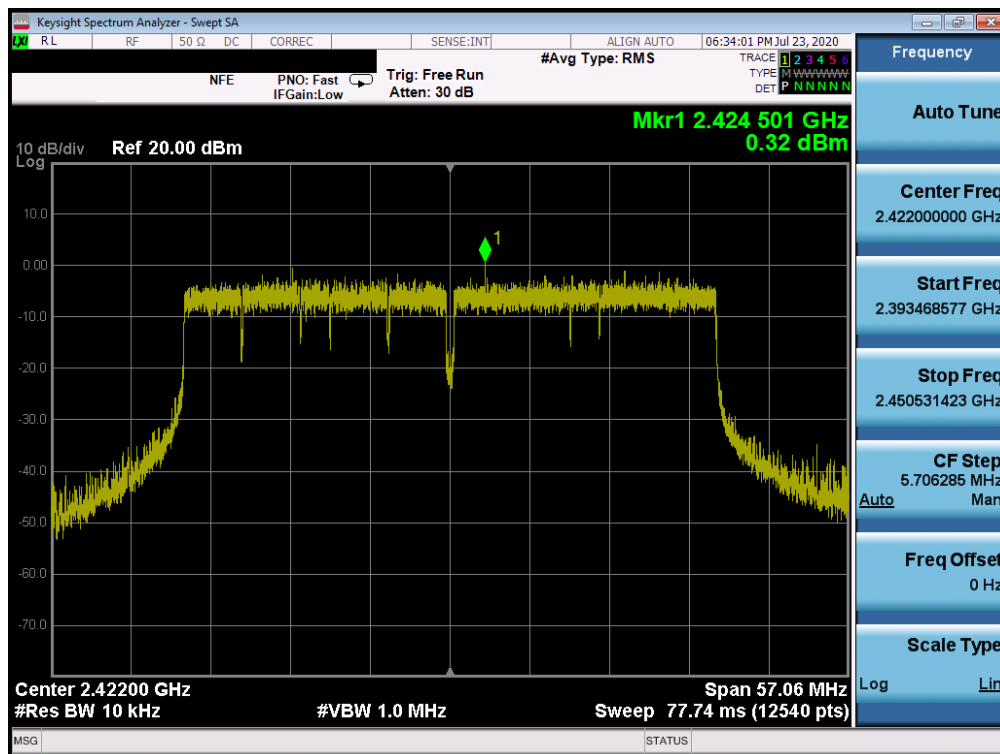 Keysight Spectrum Analyzer - Swept SA
LXI RL RF 50 Ω DC CORREC SENSE:INT ALIGN AUTO 06:34:01 PM Jul 23, 2020
NFE PNO: Fast IFGain:Low
Trig: Free Run
Atten: 30 dB
#Avg Type: RMS
TRACE 1 2 3 4 5 6
TYPE M W W W W W
DET P N N N N N
Mkr1 2.424 501 GHz
0.32 dBm
10 dB/div Ref 20.00 dBm
Log
1
10.0
0.00
-10.0
-20.0
-30.0
-40.0
-50.0
-60.0
-70.0
Center 2.42200 GHz Span 57.06 MHz
#Res BW 10 kHz #VBW 1.0 MHz Sweep 77.74 ms (12540 pts)
MSG STATUS
Frequency
Auto Tune
Center Freq
2.422000000 GHz
Start Freq
2.393468577 GHz
Stop Freq
2.450531423 GHz
CF Step
5.706285 MHz
Auto Man
Freq Offset
0 Hz
Scale Type
Log Lin